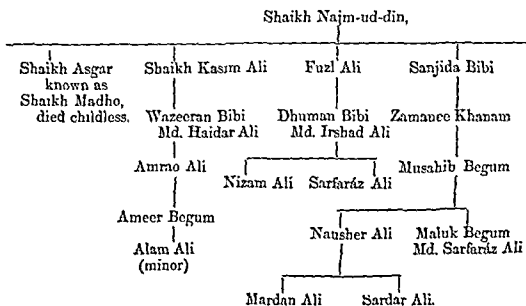 Shaikh Najm-ud-din,
Shaikh Asgar Shaikh Kasim Ali Fuzl Ali Sanjida Bibi
known as
Shaikh Madho,
died childless.
Wazeeran Bibi Dhuman Bibi Zamanee Khanam
Md. Haidar Ali Md. Irshad Ali
Amrao Ali Musahib Begum
Nizam Ali Sarfaráz Ali
Ameer Begum
Nausher Ali Maluk Begum
Md. Sarfaráz Ali
Alam Ali
(minor)
Mardan Ali Sardar Ali.